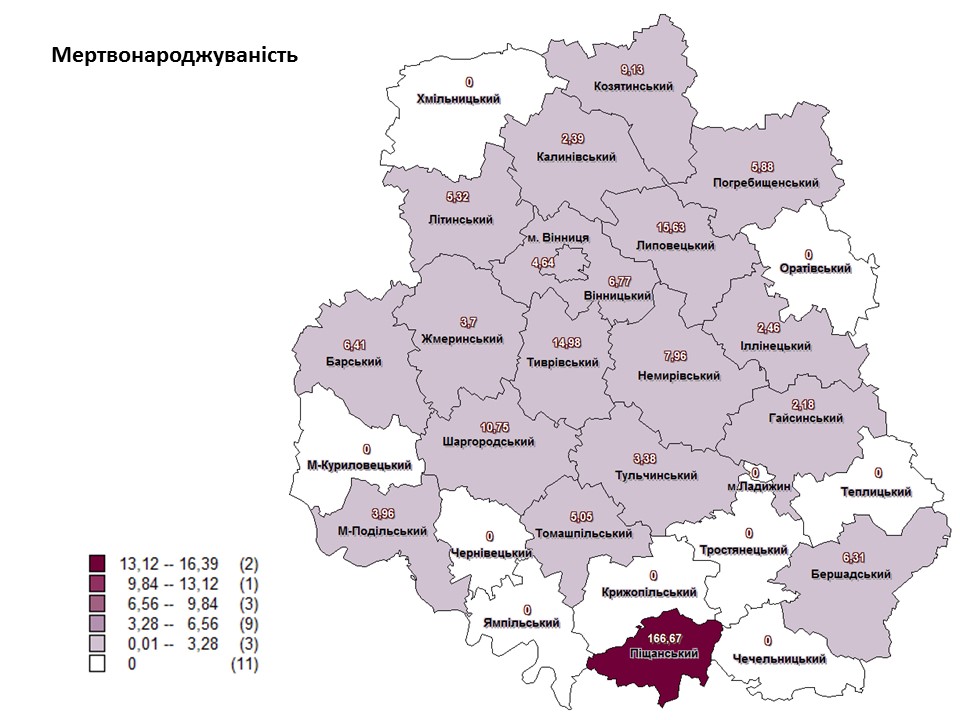 Мертвонароджуваність
9,13
Козятинський
0
Хмільницький
2,39
Калинівський
5,88
Погребищенський
5,32
Літинський
15,63
Липовецький
м. Вінниця
4,64
0
Оратівський
6,77
Вінницький
3,7
Жмеринський
2,46
Іллінецький
6,41
Барський
14,98
Тиврівський
7,96
Немирівський
2,18
Гайсинський
10,75
Шаргородський
0
М-Куриловецький
3,38
Тульчинський
0
м.Ладижин
0
Теплицький
3,96
М-Подільський
5,05
Томашпільський
0
Чернівецький
0
Тростянецький
6,31
Бершадський
0
Крижопільський
0
Ямпільський
166,67
Піщанський
0
Чечельницький
13,12 -- 16,39 (2)
9,84 -- 13,12 (1)
6,56 -- 9,84 (3)
3,28 -- 6,56 (9)
0,01 -- 3,28 (3)
0 (11)